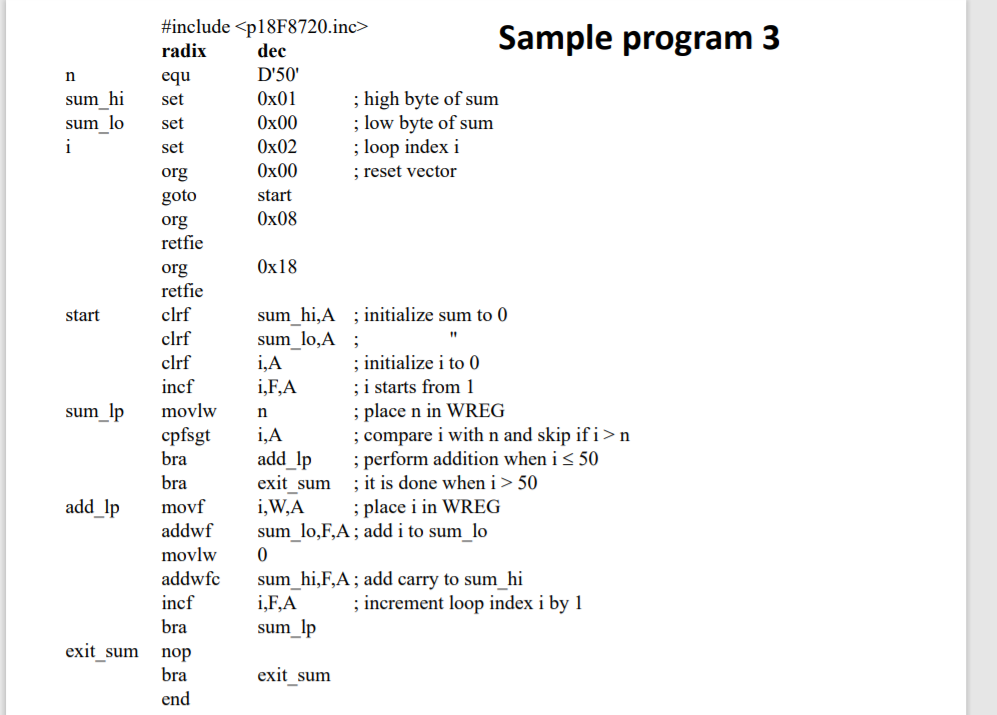 #include <p18F8720.inc>
Sample program 3
radix dec
n equ D'50'
sum_hi set 0x01 ; high byte of sum
sum_lo set 0x00 ; low byte of sum
i set 0x02 ; loop index i
org 0x00 ; reset vector
goto start
org 0x08
retfie
org 0x18
retfie
start clrf sum_hi,A ; initialize sum to 0
clrf sum_lo,A ; "
clrf i,A ; initialize i to 0
incf i,F,A ; i starts from 1
sum_lp movlw n ; place n in WREG
cpfsgt i,A ; compare i with n and skip if i > n
bra add_lp ; perform addition when i ≤ 50
bra exit_sum ; it is done when i > 50
add_lp movf i,W,A ; place i in WREG
addwf sum_lo,F,A ; add i to sum_lo
movlw 0
addwfc sum_hi,F,A ; add carry to sum_hi
incf i,F,A ; increment loop index i by 1
bra sum_lp
exit_sum nop
bra exit_sum
end